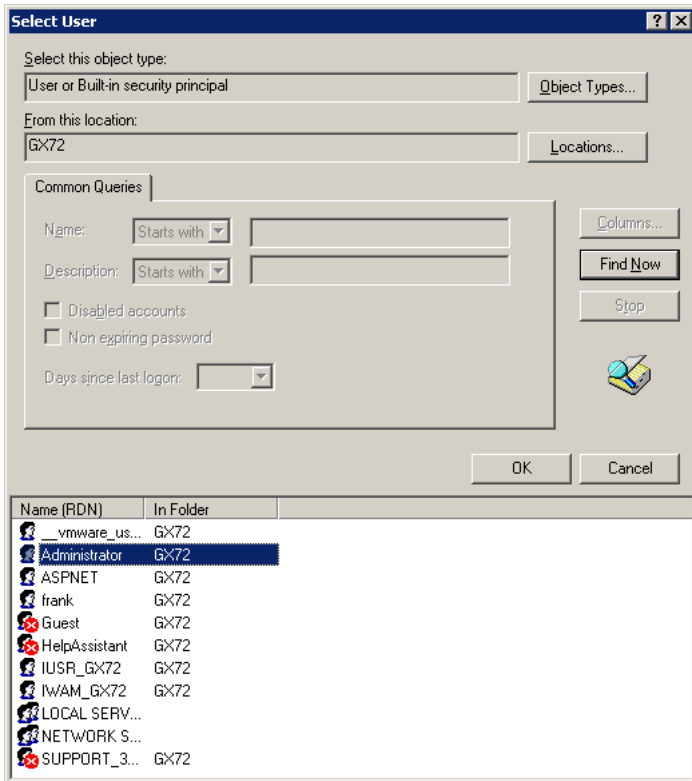 Select User
Select this object type:
User or Built-in security principal
Object Types...
From this location:
GX72
Locations...
Common Queries
Name:
Starts with
Columns...
Description:
Starts with
Find Now
Disabled accounts
Stop
Non expiring password
Days since last logon:
OK
Cancel
Name (RDN) In Folder
__vmware_us... GX72
Administrator GX72
ASPNET GX72
frank GX72
Guest GX72
HelpAssistant GX72
IUSR_GX72 GX72
IWAM_GX72 GX72
LOCAL SERV...
NETWORK S...
SUPPORT_3... GX72